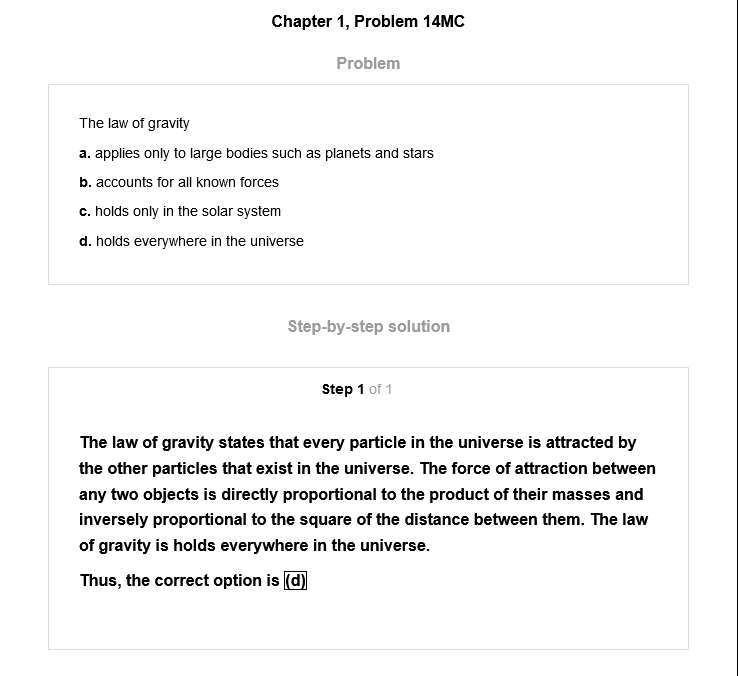 Chapter 1, Problem 14MC
Problem
The law of gravity
a. applies only to large bodies such as planets and stars
b. accounts for all known forces
c. holds only in the solar system
d. holds everywhere in the universe
Step-by-step solution
Step 1 of 1
The law of gravity states that every particle in the universe is attracted by
the other particles that exist in the universe. The force of attraction between
any two objects is directly proportional to the product of their masses and
inversely proportional to the square of the distance between them. The law
of gravity is holds everywhere in the universe.
Thus, the correct option is (d)